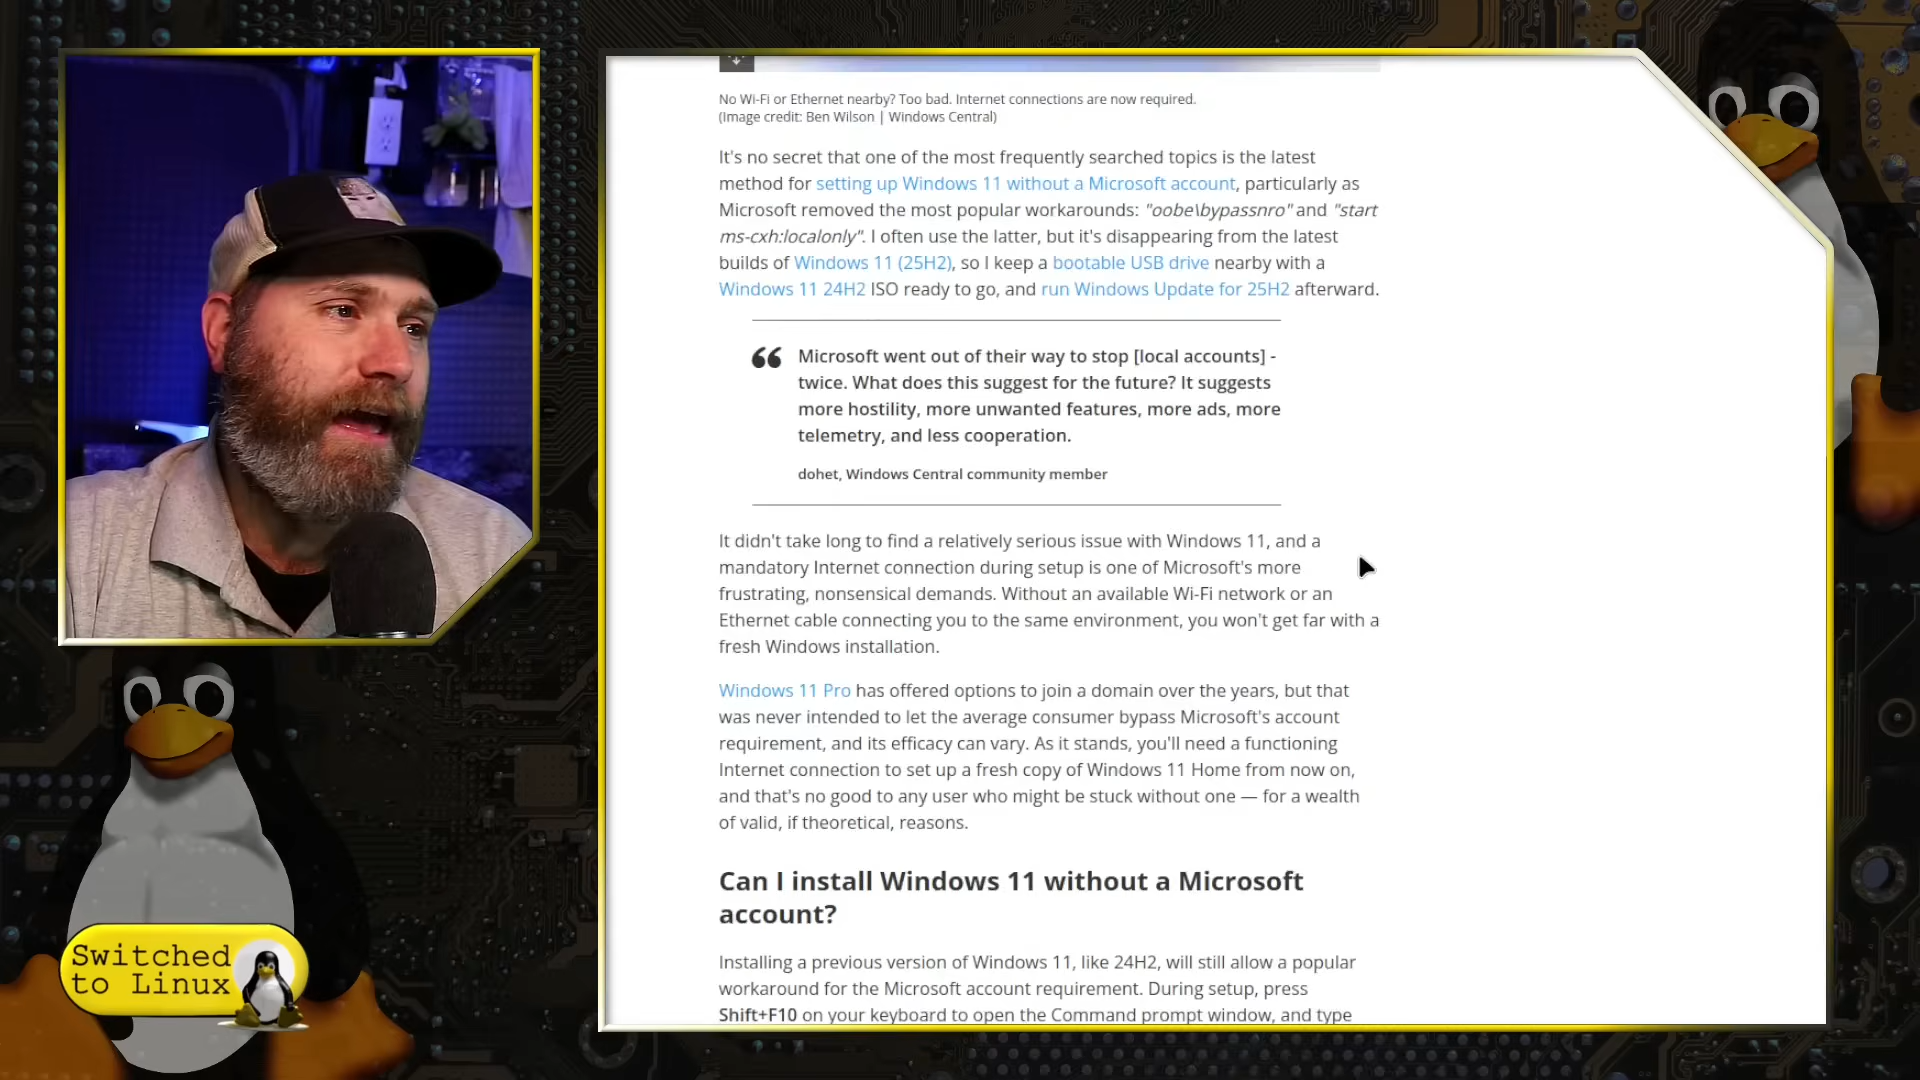 No Wi-Fi or Ethernet nearby? Too bad. Internet connections are now required.
(Image credit: Ben Wilson | Windows Central)
It's no secret that one of the most frequently searched topics is the latest
method for setting up Windows 11 without a Microsoft account, particularly as
Microsoft removed the most popular workarounds: "oobe\bypassnro" and "start
ms-cxh:localonly". I often use the latter, but it's disappearing from the latest
builds of Windows 11 (25H2), so I keep a bootable USB drive nearby with a
Windows 11 24H2 ISO ready to go, and run Windows Update for 25H2 afterward.
“ Microsoft went out of their way to stop [local accounts] -
twice. What does this suggest for the future? It suggests
more hostility, more unwanted features, more ads, more
telemetry, and less cooperation.
dohet, Windows Central community member
It didn't take long to find a relatively serious issue with Windows 11, and a
mandatory Internet connection during setup is one of Microsoft's more
frustrating, nonsensical demands. Without an available Wi-Fi network or an
Ethernet cable connecting you to the same environment, you won't get far with a
fresh Windows installation.
Windows 11 Pro has offered options to join a domain over the years, but that
was never intended to let the average consumer bypass Microsoft's account
requirement, and its efficacy can vary. As it stands, you'll need a functioning
Internet connection to set up a fresh copy of Windows 11 Home from now on,
and that's no good to any user who might be stuck without one — for a wealth
of valid, if theoretical, reasons.
Can I install Windows 11 without a Microsoft
account?
Installing a previous version of Windows 11, like 24H2, will still allow a popular
workaround for the Microsoft account requirement. During setup, press
Shift+F10 on your keyboard to open the Command prompt window, and type
Switched
to Linux